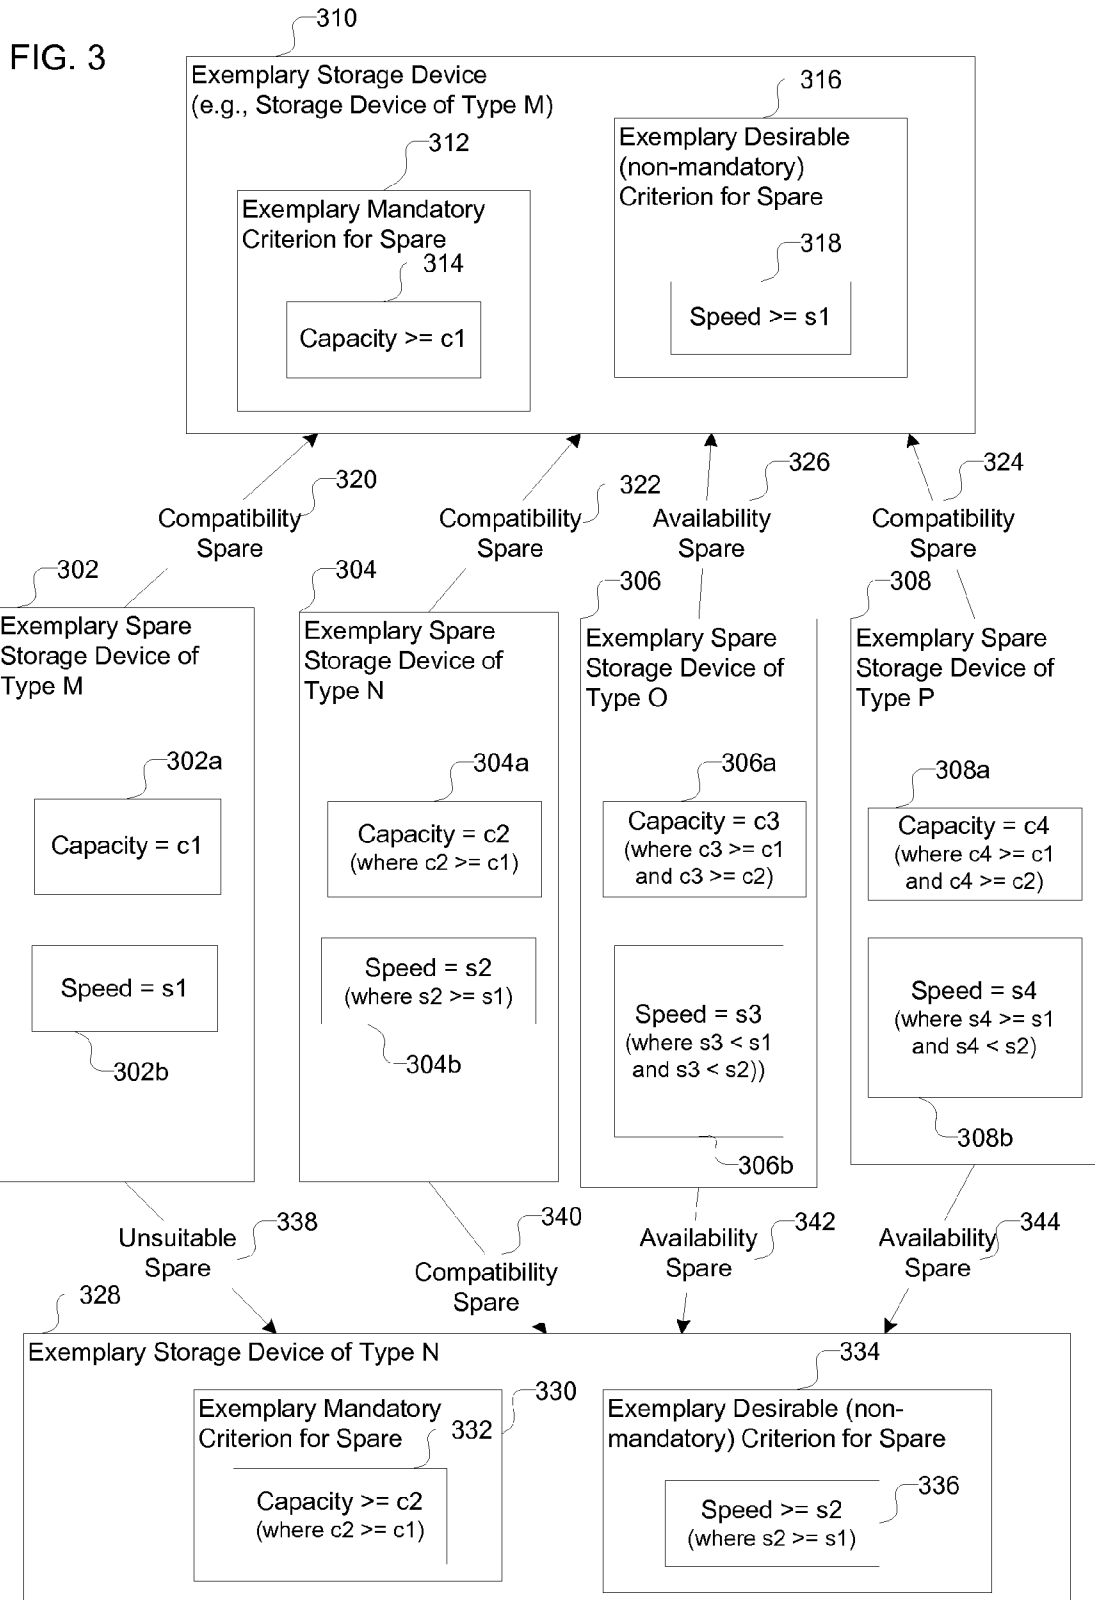 310
FIG. 3
Exemplary Storage Device
(e.g., Storage Device of Type M)
316
Exemplary Desirable
(non-mandatory)
Criterion for Spare
312
Exemplary Mandatory
Criterion for Spare
318
314
Speed >= s1
Capacity >= c1
320
322
326
324
Compatibility
Spare
Compatibility
Spare
Availability
Spare
Compatibility
Spare
302
304
306
308
Exemplary Spare
Storage Device of
Type M
Exemplary Spare
Storage Device of
Type N
Exemplary Spare
Storage Device of
Type O
Exemplary Spare
Storage Device of
Type P
302a
304a
306a
308a
Capacity = c1
Capacity = c2
(where c2 >= c1)
Capacity = c3
(where c3 >= c1
and c3 >= c2)
Capacity = c4
(where c4 >= c1
and c4 >= c2)
Speed = s1
Speed = s2
(where s2 >= s1)
Speed = s3
(where s3 < s1
and s3 < s2))
Speed = s4
(where s4 >= s1
and s4 < s2)
302b
304b
306b
308b
Unsuitable
Spare
338
Compatibility
Spare
340
Availability
Spare
342
Availability
Spare
344
328
Exemplary Storage Device of Type N
334
330
Exemplary Mandatory
Criterion for Spare
332
Exemplary Desirable (non-
mandatory) Criterion for Spare
336
Capacity >= c2
(where c2 >= c1)
Speed >= s2
(where s2 >= s1)